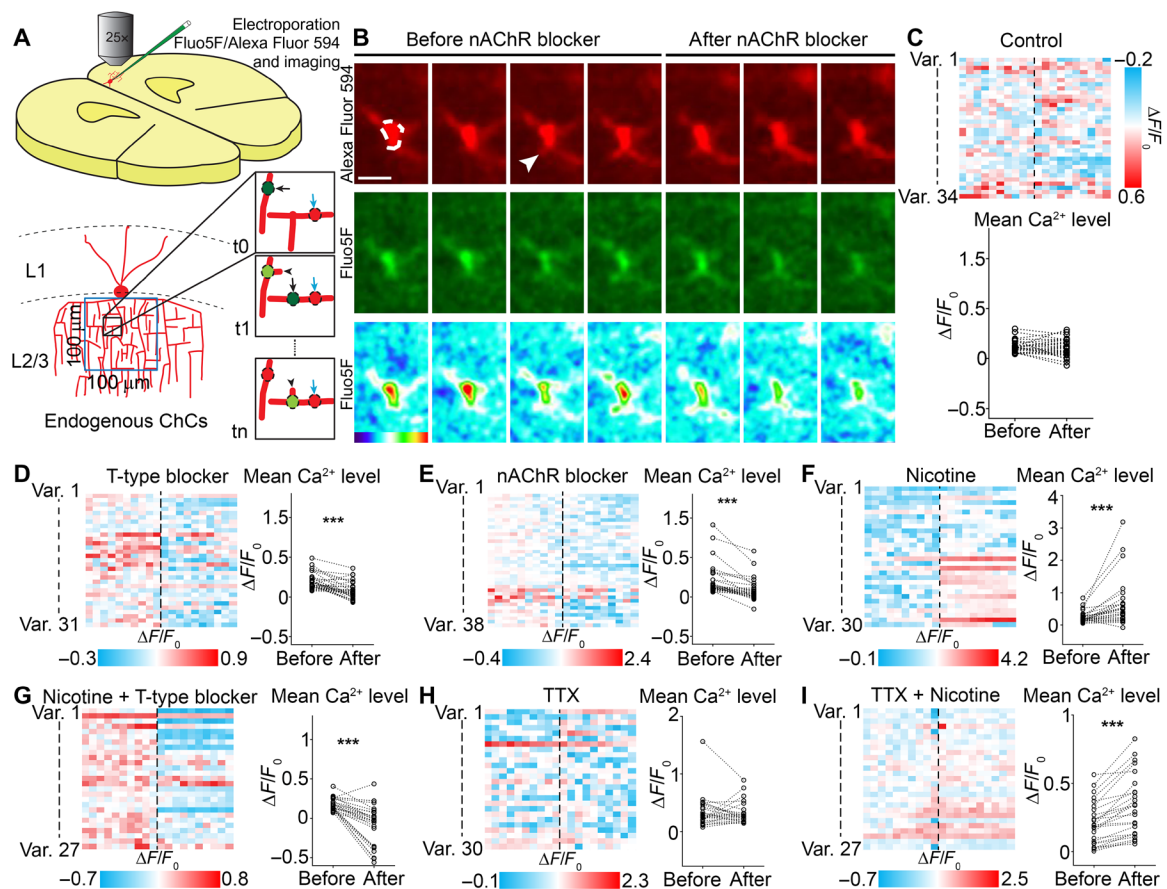 A
25×
Electroporation
Fluo5F/Alexa Fluor 594
and imaging
L1
L2/3
100 μm
100 μm
Endogenous ChCs
t0
t1
tn
B
Before nAChR blocker
After nAChR blocker
Alexa Fluor 594
Fluo5F
Fluo5F
C
Control
Var. 1
Var. 34
–0.2
ΔF/F0
0.6
Mean Ca2+ level
ΔF/F0
1.5
0.5
0
–0.5
Before After
D
T-type blocker
Var. 1
Var. 31
ΔF/F0
–0.3
0.9
Mean Ca2+ level
***
ΔF/F0
1.5
0.5
0
–0.5
Before After
E
nAChR blocker
Var. 1
Var. 38
ΔF/F0
–0.4
2.4
Mean Ca2+ level
***
ΔF/F0
1.5
0.5
0
–0.5
Before After
F
Nicotine
Var. 1
Var. 30
ΔF/F0
–0.1
4.2
Mean Ca2+ level
***
ΔF/F0
4
3
2
1
0
Before After
G
Nicotine + T-type blocker
Var. 1
Var. 27
ΔF/F0
–0.7
0.8
Mean Ca2+ level
***
ΔF/F0
1
0.5
0
–0.5
Before After
H
TTX
Var. 1
Var. 30
ΔF/F0
–0.1
2.3
Mean Ca2+ level
ΔF/F0
2
1
0
Before After
I
TTX + Nicotine
Var. 1
Var. 27
ΔF/F0
–0.7
2.5
Mean Ca2+ level
***
ΔF/F0
1
0.5
0
Before After